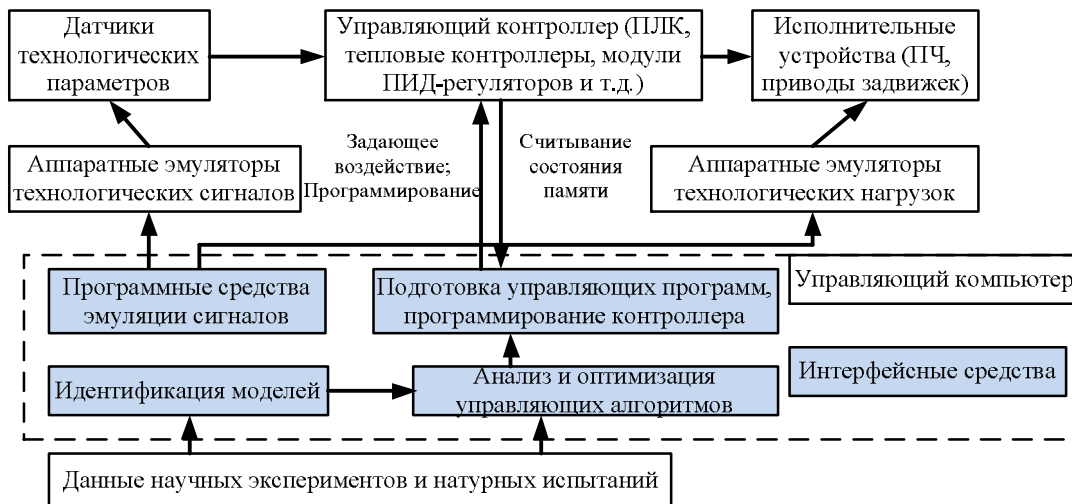 Датчики
технологических
параметров
Управляющий контроллер (ПЛК,
тепловые контроллеры, модули
ПИД-регуляторов и т.д.)
Исполнительные
устройства (ПЧ,
приводы задвижек)
Аппаратные эмуляторы
технологических сигналов
Задающее
воздействие;
Программирование
Считывание
состояния
памяти
Аппаратные эмуляторы
технологических нагрузок
Программные средства
эмуляции сигналов
Подготовка управляющих программ,
программирование контроллера
Управляющий компьютер
Идентификация моделей
Анализ и оптимизация
управляющих алгоритмов
Интерфейсные средства
Данные научных экспериментов и натурных испытаний